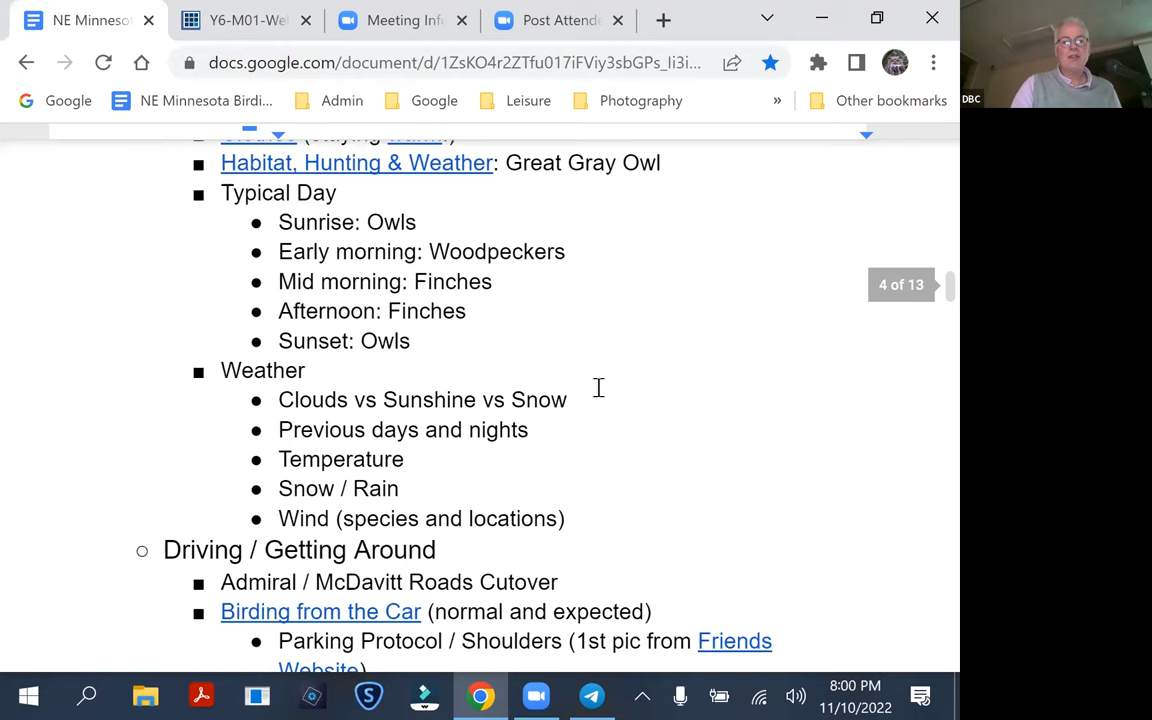 NE Minneso
Y6-M01-Wel
Meeting Inf
Post Attende
docs.google.com/document/d/1ZsKO4r2ZTfu017iFViy3sbGPs_Ii3i...
Google
NE Minnesota Birdi...
Admin
Google
Leisure
Photography
»
Other bookmarks
DBC
(staying
■ Habitat, Hunting & Weather: Great Gray Owl
■ Typical Day
● Sunrise: Owls
● Early morning: Woodpeckers
● Mid morning: Finches
● Afternoon: Finches
● Sunset: Owls
4 of 13
■ Weather
● Clouds vs Sunshine vs Snow
● Previous days and nights
● Temperature
● Snow / Rain
● Wind (species and locations)
○ Driving / Getting Around
■ Admiral / McDavitt Roads Cutover
■ Birding from the Car (normal and expected)
● Parking Protocol / Shoulders (1st pic from Friends
Website)
8:00 PM
11/10/2022